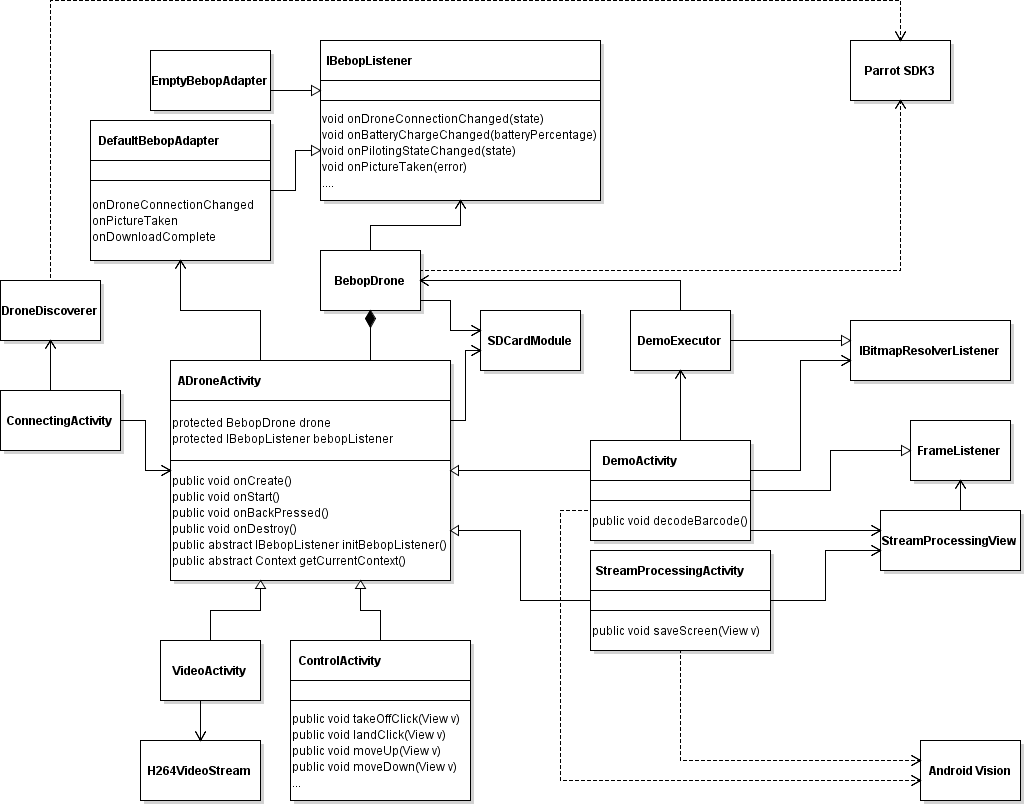 IBebopListener
void onDroneConnectionChanged(state)
void onBatteryChargeChanged(batteryPercentage)
void onPilotingStateChanged(state)
void onPictureTaken(error)
....
Parrot SDK3
EmptyBebopAdapter
DefaultBebopAdapter
onDroneConnectionChanged
onPictureTaken
onDownloadComplete
BebopDrone
DroneDiscoverer
SDCardModule
DemoExecutor
IBitmapResolverListener
ConnectingActivity
ADroneActivity
protected BebopDrone drone
protected IBebopListener bebopListener
public void onCreate()
public void onStart()
public void onBackPressed()
public void onDestroy()
public abstract IBebopListener initBebopListener()
public abstract Context getCurrentContext()
DemoActivity
public void decodeBarcode()
FrameListener
StreamProcessingView
StreamProcessingActivity
public void saveScreen(View v)
VideoActivity
ControlActivity
public void takeOffClick(View v)
public void landClick(View v)
public void moveUp(View v)
public void moveDown(View v)
...
H264VideoStream
Android Vision